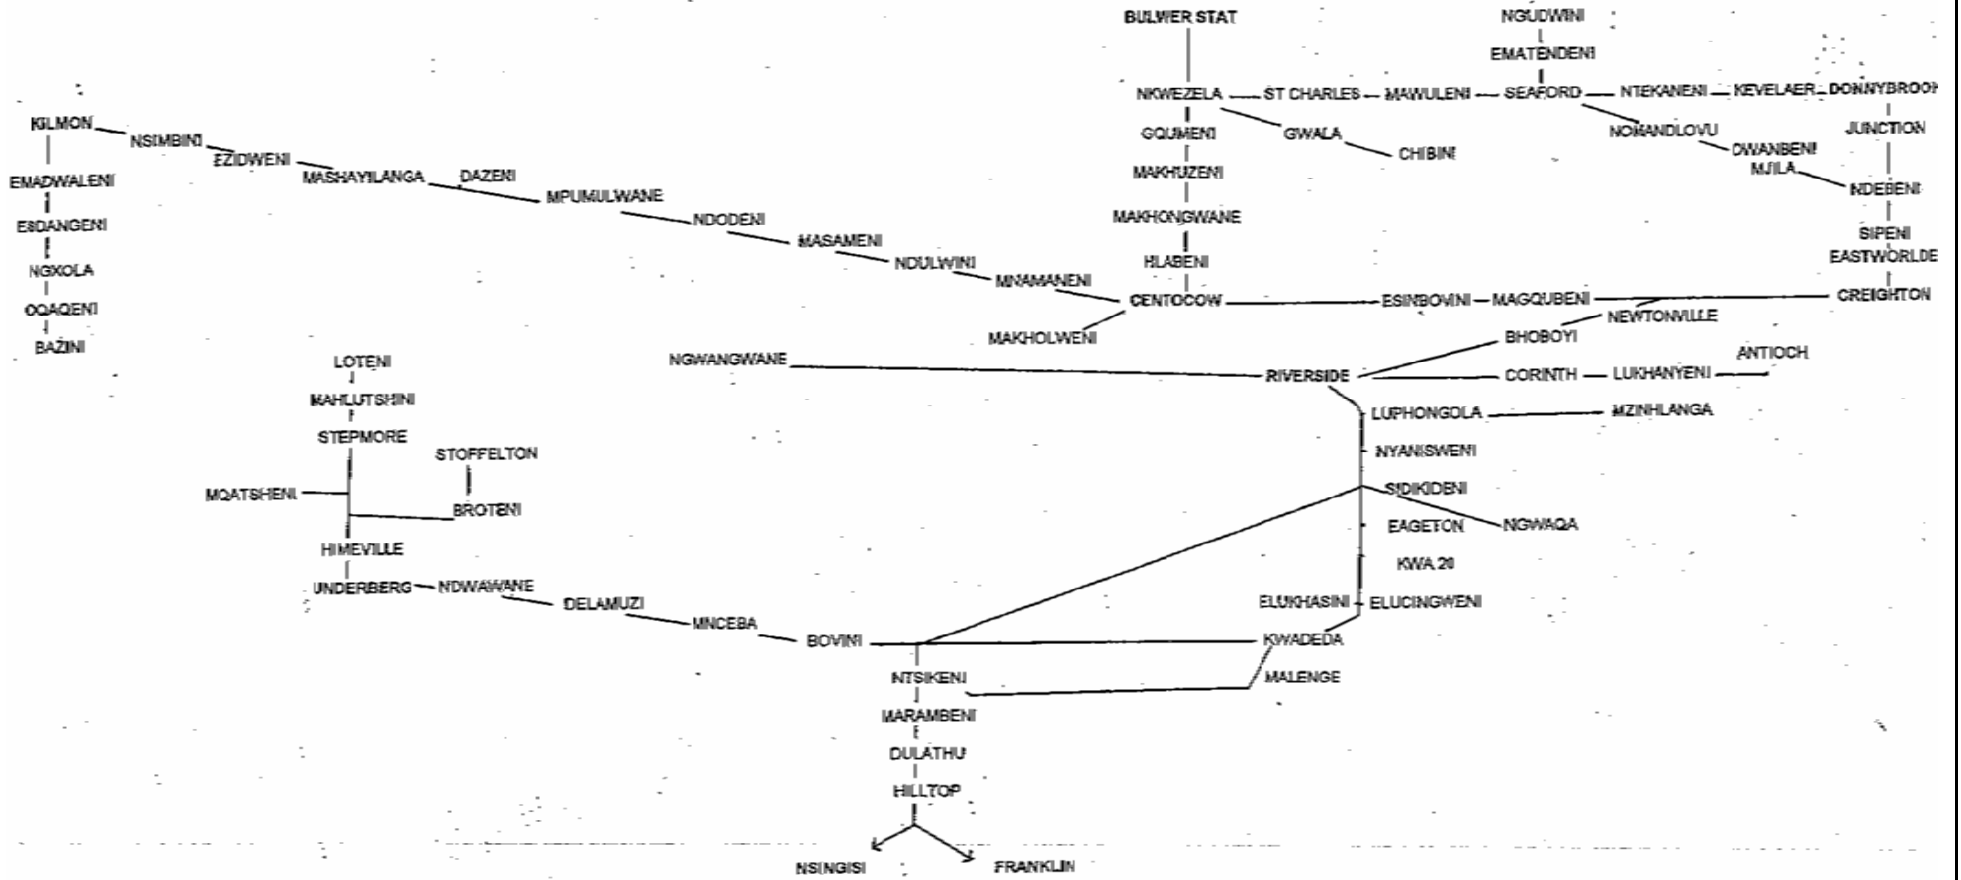 BULWER STAT
NGUDWINI
EMATENDENI
NKWEZELA
ST CHARLES
MAWULENI
SEAFORD
NTEKANENI
KEVELAER
DONNYBROOK
KILMON
NSIMBINI
GQUMENI
GWALA
NOMANDLOVU
JUNCTION
EZIDWENI
CHIBINI
DWANBENI
MASHAYILANGA
DAZENI
MAKHUZENI
MJILA
EMADWALENI
MPUMULWANE
NDEBENI
ESDANGENI
NDODENI
MAKHONGWANE
SIPENI
MASAMENI
EASTWORLDE
NGXOLA
NDULWINI
HLABENI
MNAMANENI
CENTOCOW
ESINBOVINI
MAGQUBENI
CREIGHTON
OQAQENI
NEWTONVILLE
BAZINI
MAKHOLWENI
BHOBOYI
LOTENI
NGWANGWANE
ANTIOCH
RIVERSIDE
CORINTH
LUKHANYENI
MAHLUTSHINI
LUPHONGOLA
MZINHLANGA
STEPMORE
STOFFELTON
NYANISWENI
MQATSHENI
SIDIKIDENI
BROTENI
EAGETON
NGWAQA
HIMEVILLE
KWA 20
UNDERBERG
NDWAWANE
DELAMUZI
ELUKHASINI
ELUCINGWENI
MNCEBA
BOVINI
KWADEDA
NTSIKENI
MALENGE
MARAMBENI
DULATHU
HILLTOP
NSINGISI
FRANKLIN